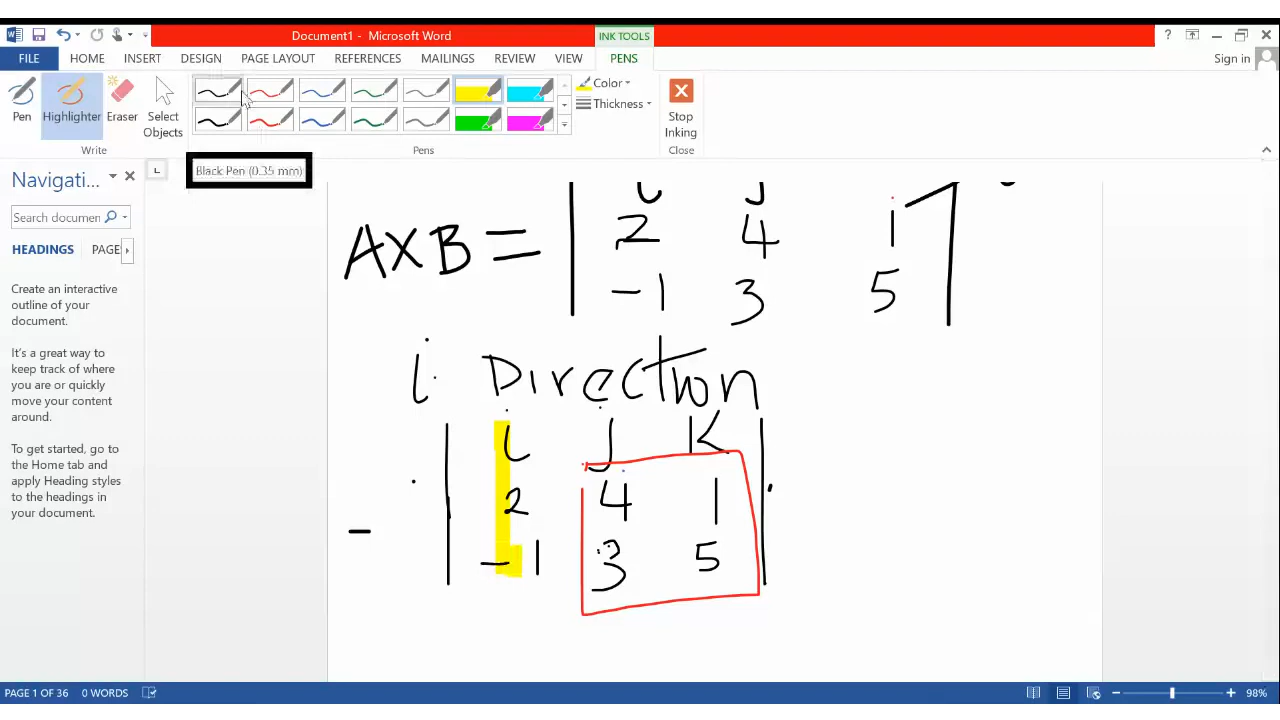 Document1 - Microsoft Word
INK TOOLS
?
FILE HOME INSERT DESIGN PAGE LAYOUT REFERENCES MAILINGS REVIEW VIEW PENS
Sign in
Pen Highlighter Eraser Select Objects
Color
Thickness
Stop Inking
Write Pens Close
Black Pen (0.35 mm)
Navigati...
Search documen
HEADINGS PAGE
Create an interactive
outline of your
document.
It's a great way to
keep track of where
you are or quickly
move your content
around.
To get started, go to
the Home tab and
apply Heading styles
to the headings in
your document.
i j
2 4 1
AXB =
-1 3 5
i Direction
i j K
2 4 1
-
-1 3 5
PAGE 1 OF 36 0 WORDS
98%